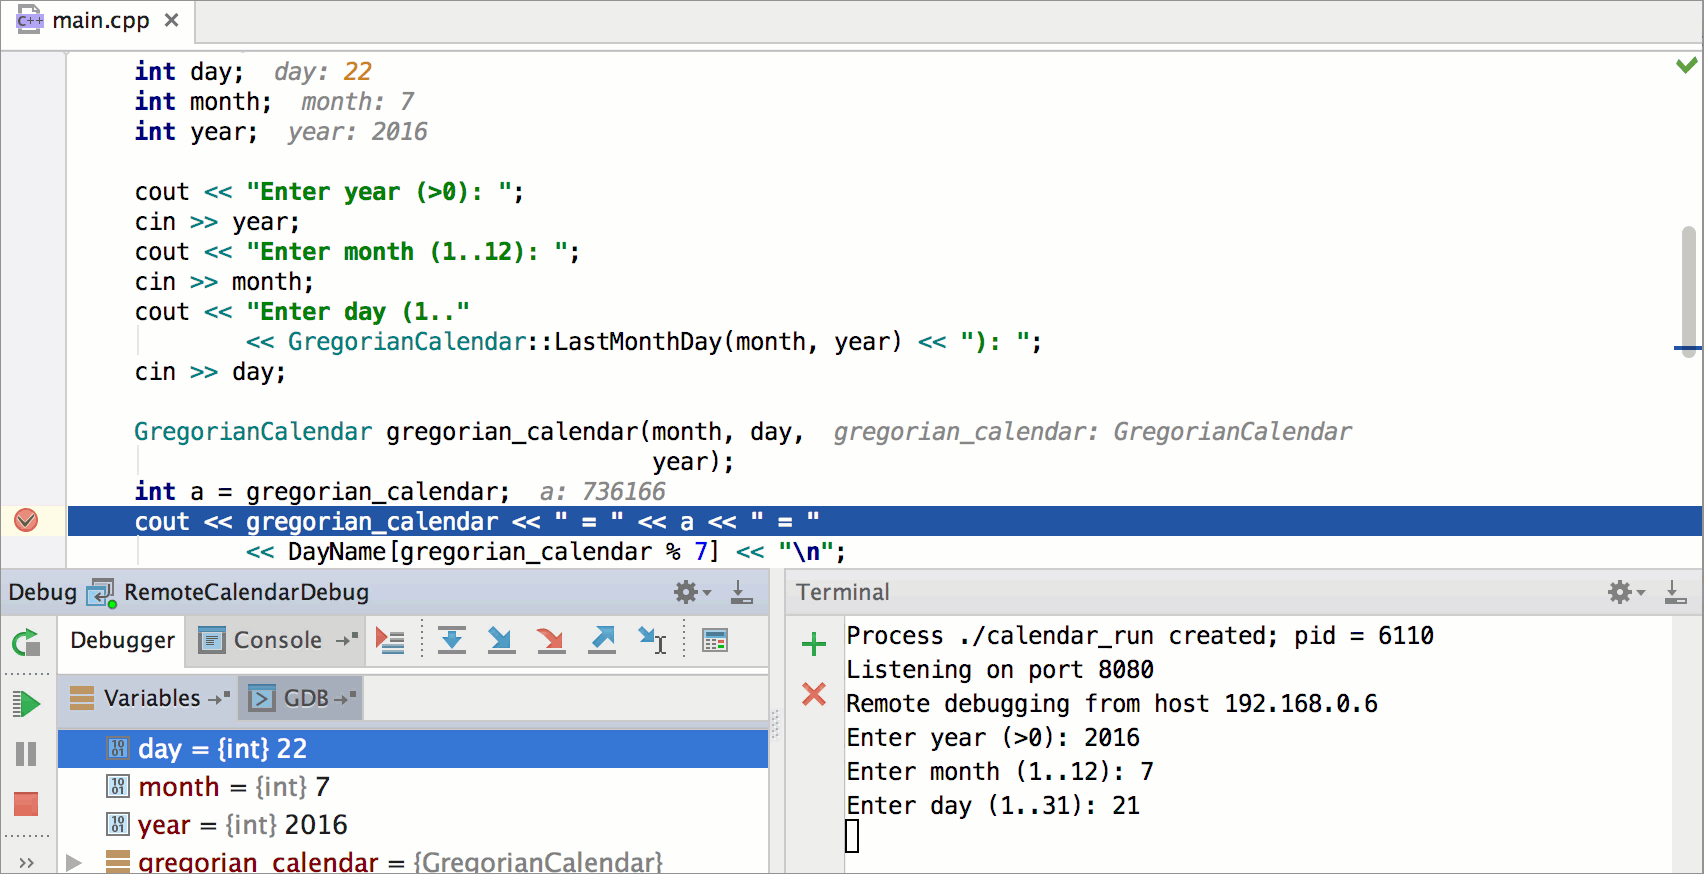 C++ main.cpp ×
int day;  day: 22
int month;  month: 7
int year;  year: 2016
cout << "Enter year (>0): ";
cin >> year;
cout << "Enter month (1..12): ";
cin >> month;
cout << "Enter day (1.."
<< GregorianCalendar::LastMonthDay(month, year) << "): ";
cin >> day;
GregorianCalendar gregorian_calendar(month, day,  gregorian_calendar: GregorianCalendar
year);
int a = gregorian_calendar;  a: 736166
cout << gregorian_calendar << " = " << a << " = "
<< DayName[gregorian_calendar % 7] << "\n";
Debug RemoteCalendarDebug
Debugger Console
Variables GDB
day = {int} 22
month = {int} 7
year = {int} 2016
gregorian_calendar = {GregorianCalendar}
Terminal
Process ./calendar_run created; pid = 6110
Listening on port 8080
Remote debugging from host 192.168.0.6
Enter year (>0): 2016
Enter month (1..12): 7
Enter day (1..31): 21